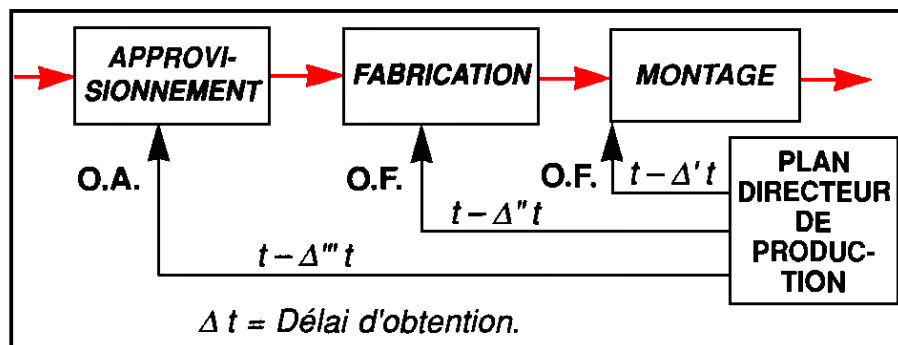 APPROVI-
SIONNEMENT
FABRICATION
MONTAGE
O.A.
O.F.
O.F.
t – Δ' t
t – Δ" t
t – Δ''' t
PLAN
DIRECTEUR
DE
PRODUC-
TION
Δ t = Délai d'obtention.